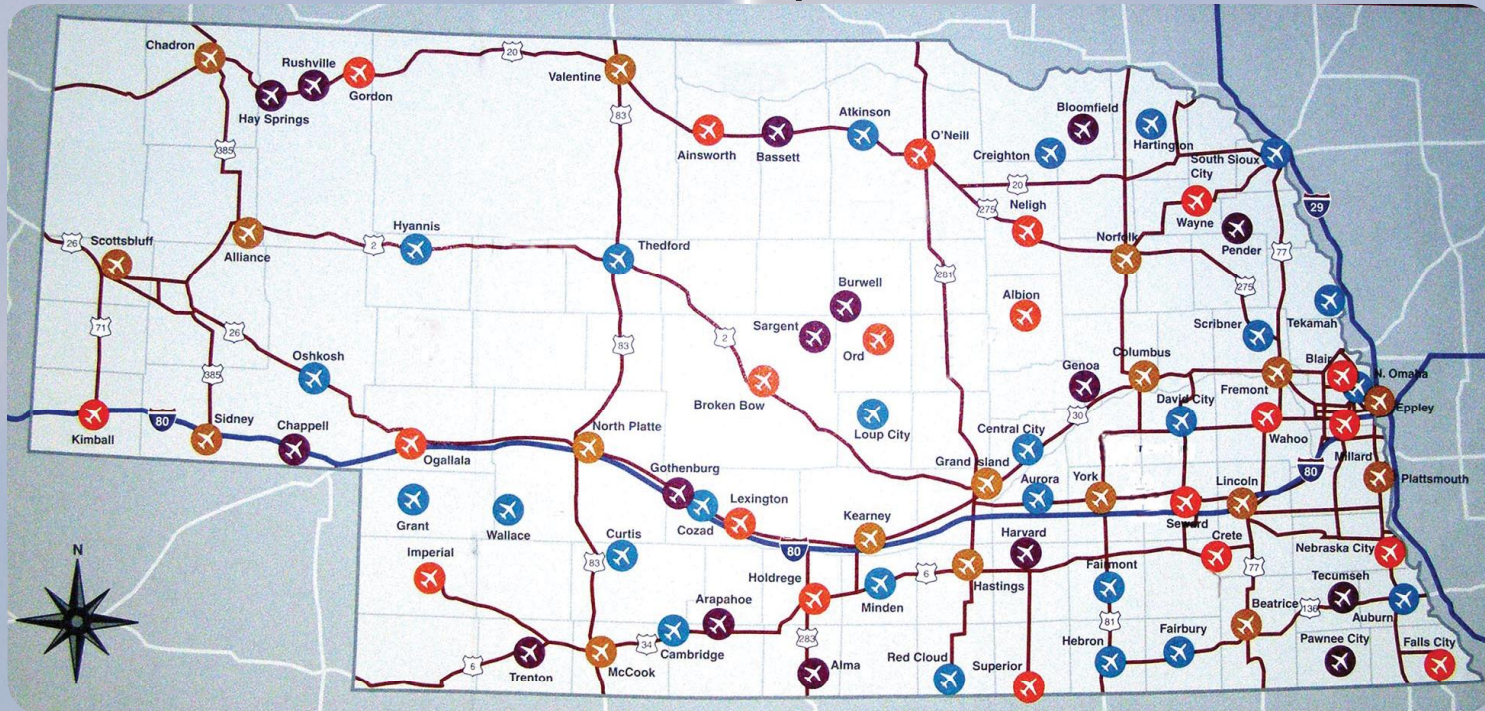 Chadron
Rushville
Hay Springs
Gordon
20
Valentine
385
83
Ainsworth
Bassett
Atkinson
O'Neill
Creighton
Bloomfield
Hartington
South Sioux
City
20
275
Neligh
Wayne
29
Norfolk
Pender
77
26
Scottsbluff
Alliance
2
Hyannis
Thedford
281
275
71
26
385
83
2
Burwell
Sargent
Ord
Albion
Scribner
Tekamah
Oshkosh
Broken Bow
Loup City
Genoa
Columbus
30
David City
Fremont
Blair
N. Omaha
Eppley
Kimball
80
Sidney
Chappell
Ogallala
North Platte
Central City
Wahoo
Millard
80
Plattsmouth
Grant
Wallace
Gothenburg
Cozad
Lexington
80
Kearney
Grand Island
Aurora
York
Seward
Lincoln
N
Imperial
83
Curtis
Holdrege
Minden
6
Hastings
Harvard
Fairmont
Crete
77
Nebraska City
Tecumseh
Auburn
6
Trenton
McCook
34
Cambridge
Arapahoe
283
Alma
Red Cloud
Superior
81
Hebron
Fairbury
Beatrice
136
Pawnee City
Falls City